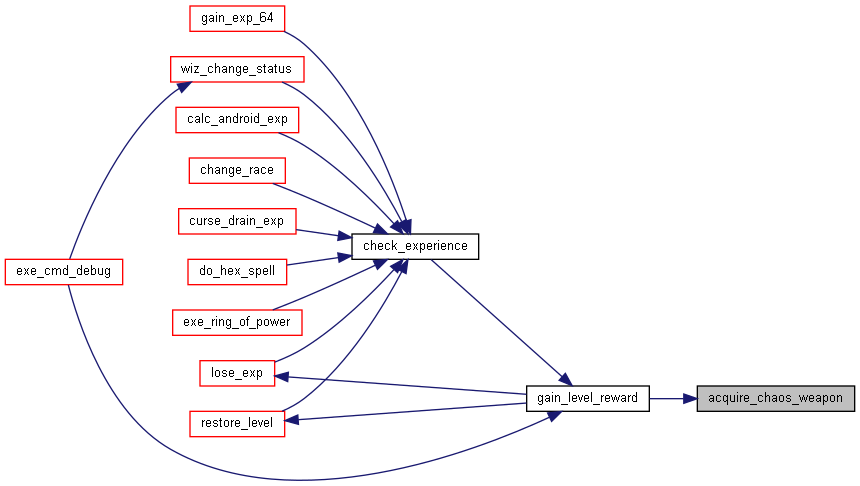 gain_exp_64
wiz_change_status
calc_android_exp
change_race
curse_drain_exp
check_experience
exe_cmd_debug
do_hex_spell
exe_ring_of_power
lose_exp
gain_level_reward
acquire_chaos_weapon
restore_level